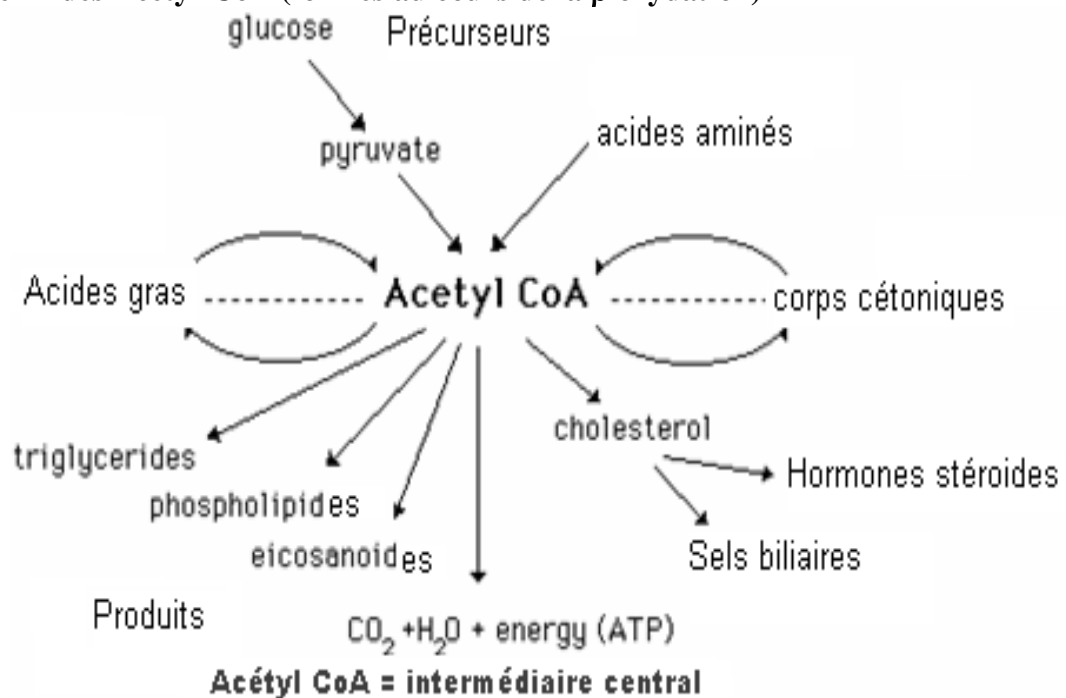 glucose
Précurseurs
pyruvate
acides aminés
Acides gras
Acetyl CoA
corps cétoniques
cholesterol
triglycerides
Hormones stéroides
phospholipides
eicosanoides
Sels biliaires
Produits
CO₂ +H₂O + energy (ATP)
Acétyl CoA = intermédiaire central